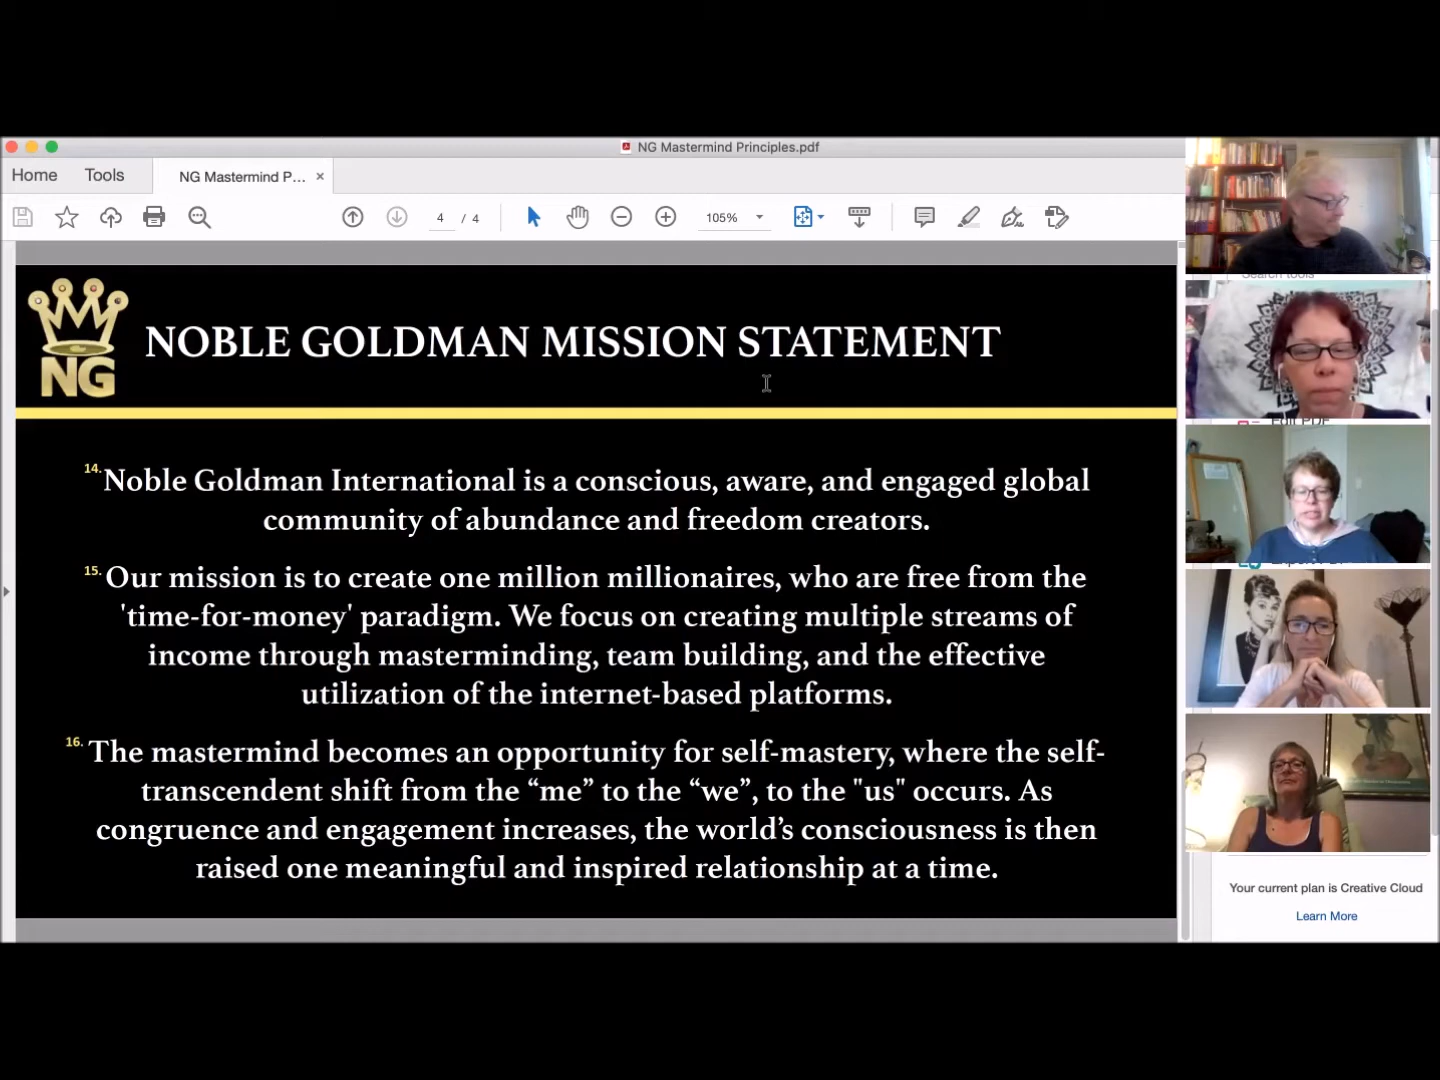 NG Mastermind Principles.pdf
Home
Tools
NG Mastermind P...
×
4 / 4
105%
Search tools
NG
NOBLE GOLDMAN MISSION STATEMENT
14. Noble Goldman International is a conscious, aware, and engaged global
community of abundance and freedom creators.
15. Our mission is to create one million millionaires, who are free from the
'time-for-money' paradigm. We focus on creating multiple streams of
income through masterminding, team building, and the effective
utilization of the internet-based platforms.
16. The mastermind becomes an opportunity for self-mastery, where the self-
transcendent shift from the “me” to the “we”, to the "us" occurs. As
congruence and engagement increases, the world’s consciousness is then
raised one meaningful and inspired relationship at a time.
Edit PDF
Your current plan is Creative Cloud
Learn More